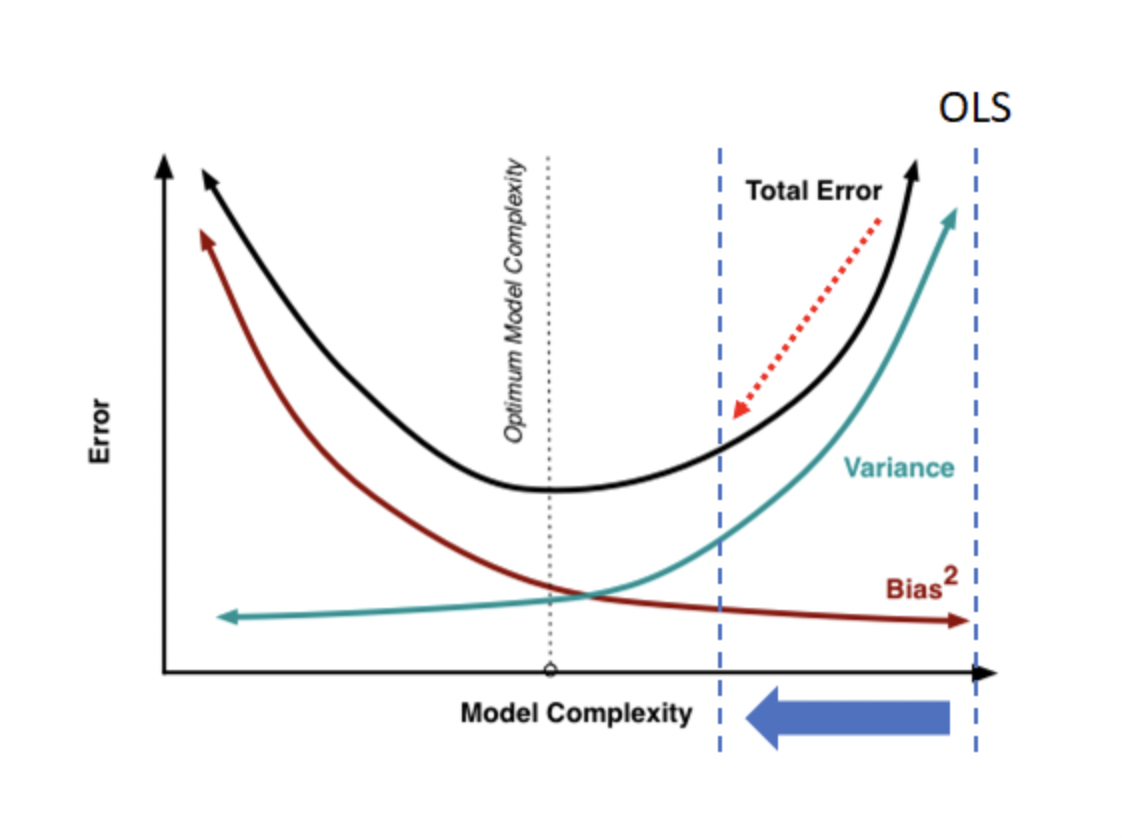 OLS
Total Error
Optimum Model Complexity
Error
Variance
Bias²
Model Complexity